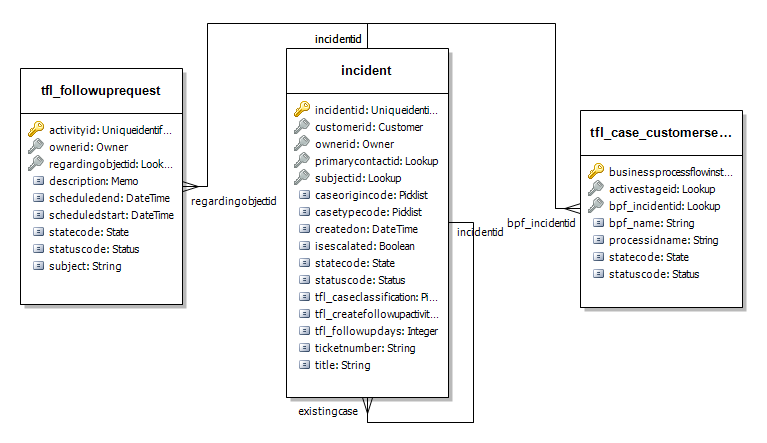 incidentid
tfl_followuprequest
activityid: Uniqueidentif...
ownerid: Owner
regardingobjectid: Look...
description: Memo
scheduledend: DateTime
scheduledstart: DateTime
statecode: State
statuscode: Status
subject: String
regardingobjectid
incident
incidentid: Uniqueidenti...
customerid: Customer
ownerid: Owner
primarycontactid: Lookup
subjectid: Lookup
caseorigincode: Picklist
casetypecode: Picklist
createdon: DateTime
isescalated: Boolean
statecode: State
statuscode: Status
tfl_caseclassification: Pi...
tfl_createfollowupactivit...
tfl_followupdays: Integer
ticketnumber: String
title: String
incidentid
existingcase
bpf_incidentid
tfl_case_customerse...
businessprocessflowinst...
activestageid: Lookup
bpf_incidentid: Lookup
bpf_name: String
processidname: String
statecode: State
statuscode: Status